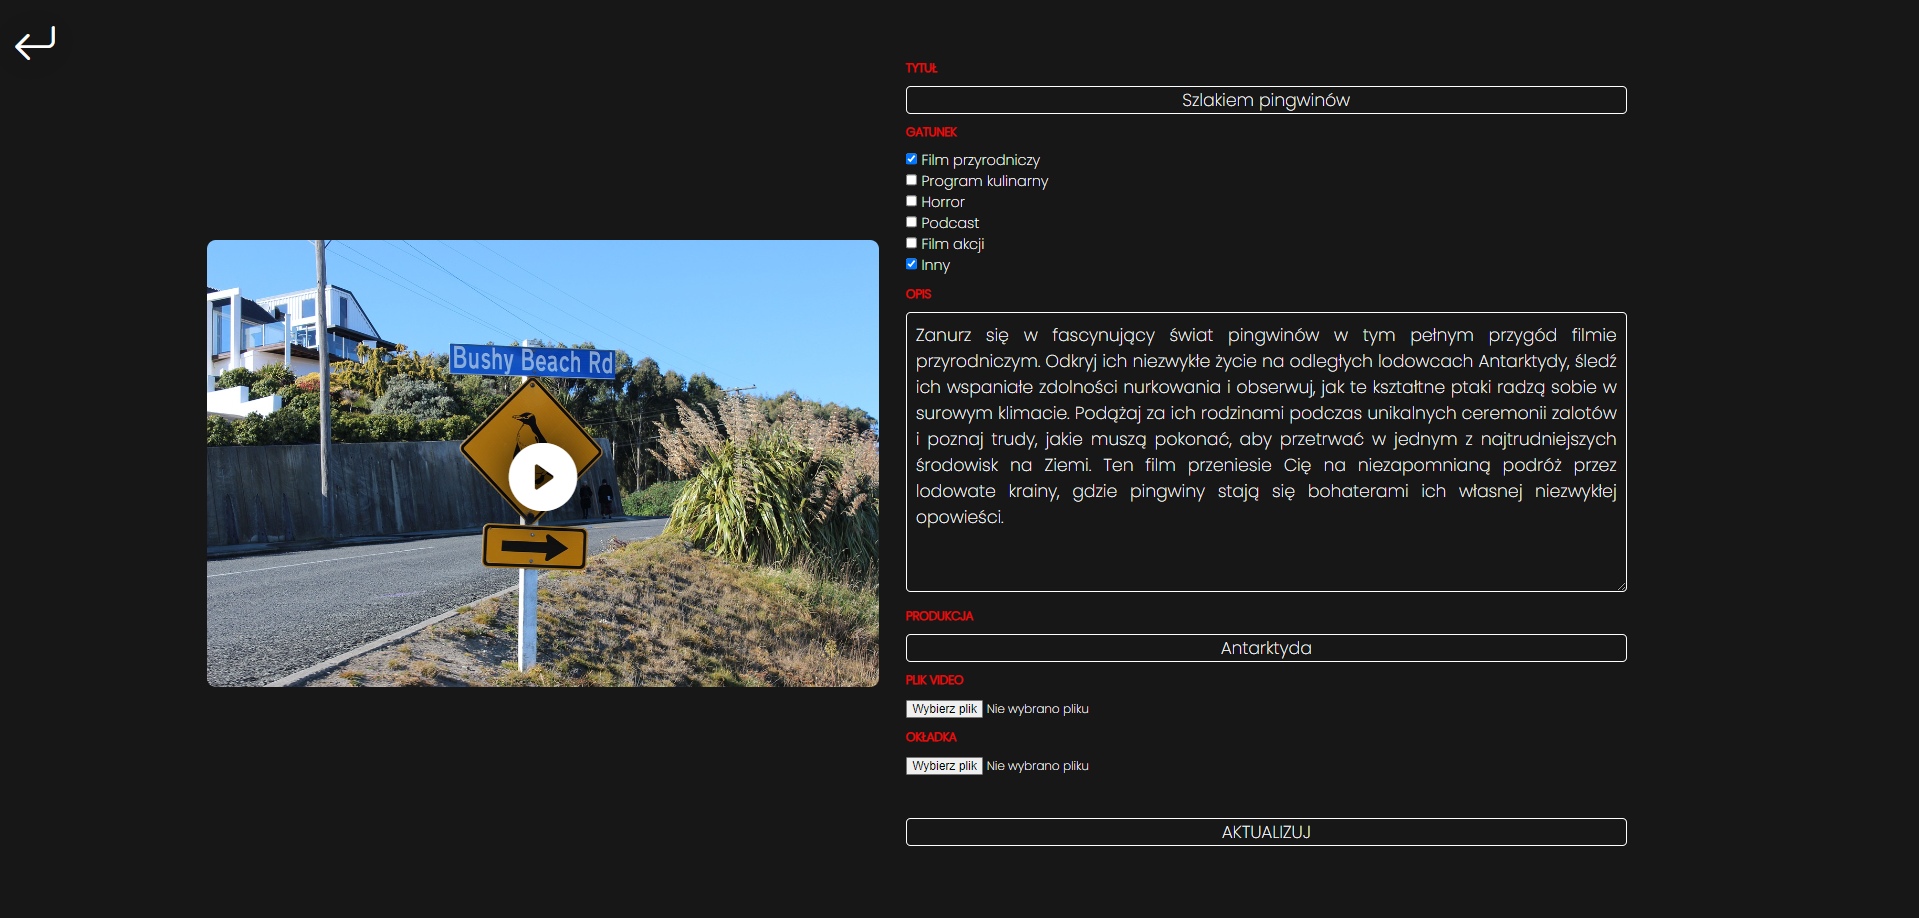 TYTUŁ
Szlakiem pingwinów
GATUNEK
Film przyrodniczy
Program kulinarny
Horror
Podcast
Film akcji
Inny
OPIS
Zanurz się w fascynujący świat pingwinów w tym pełnym przygód filmie
przyrodniczym. Odkryj ich niezwykłe życie na odległych lodowcach Antarktydy, śledź
ich wspaniałe zdolności nurkowania i obserwuj, jak te kształtne ptaki radzą sobie w
surowym klimacie. Podążaj za ich rodzinami podczas unikalnych ceremonii zalotów
i poznaj trudy, jakie muszą pokonać, aby przetrwać w jednym z najtrudniejszych
środowisk na Ziemi. Ten film przeniesie Cię na niezapomnianą podróż przez
lodowate krainy, gdzie pingwiny stają się bohaterami ich własnej niezwykłej
opowieści.
PRODUKCJA
Antarktyda
PLIK VIDEO
Wybierz plik Nie wybrano pliku
OKŁADKA
Wybierz plik Nie wybrano pliku
AKTUALIZUJ
Bushy Beach Rd